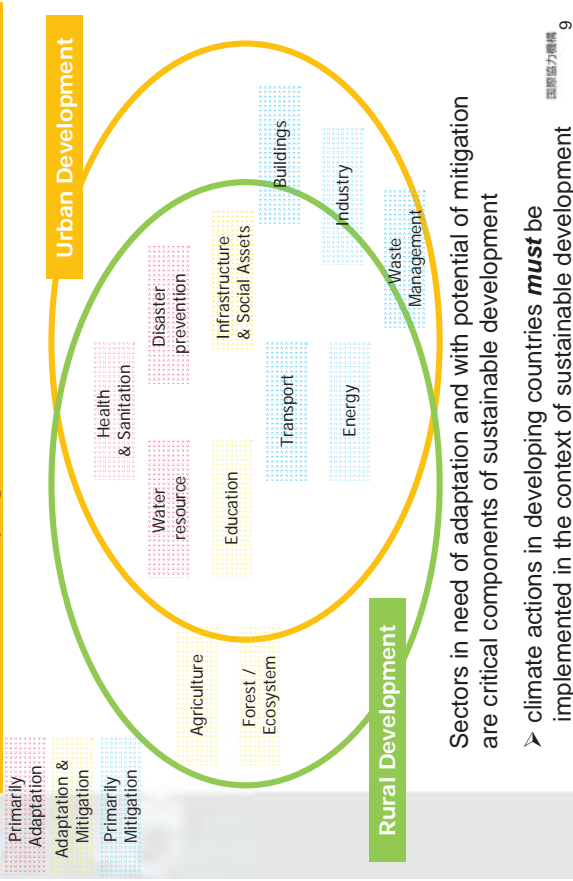 Primarily
Adaptation
Adaptation &
Mitigation
Primarily
Mitigation
Urban Development
Health
& Sanitation
Water
resource
Disaster
prevention
Agriculture
Education
Infrastructure
& Social Assets
Forest /
Ecosystem
Transport
Buildings
Energy
Industry
Waste
Management
Rural Development
Sectors in need of adaptation and with potential of mitigation
are critical components of sustainable development
➤ climate actions in developing countries must be
implemented in the context of sustainable development
国際協力機構
9